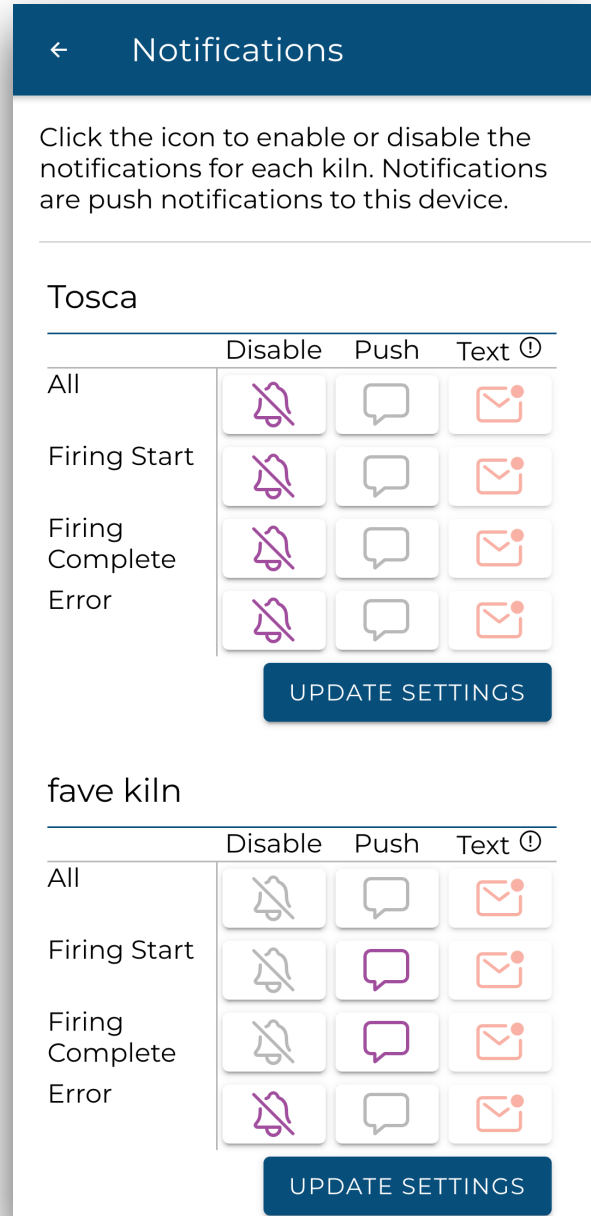 Notifications
Click the icon to enable or disable the
notifications for each kiln. Notifications
are push notifications to this device.
Tosca
Disable Push Text
All
Firing Start
Firing
Complete
Error
UPDATE SETTINGS
fave kiln
Disable Push Text
All
Firing Start
Firing
Complete
Error
UPDATE SETTINGS